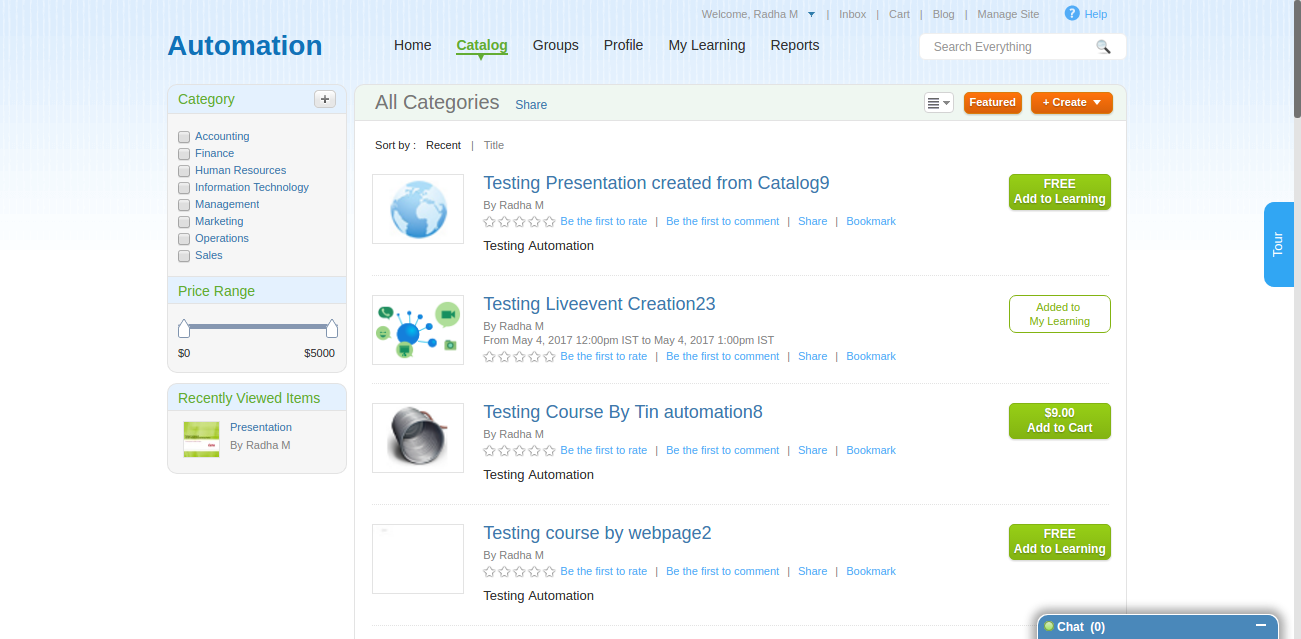 Welcome, Radha M | Inbox | Cart | Blog | Manage Site ? Help
Automation
Home Catalog Groups Profile My Learning Reports
Search Everything
Category +
Accounting
Finance
Human Resources
Information Technology
Management
Marketing
Operations
Sales
Price Range
$0 $5000
Recently Viewed Items
Presentation
By Radha M
All Categories Share
Featured
+ Create
Sort by : Recent | Title
Testing Presentation created from Catalog9
By Radha M
Be the first to rate | Be the first to comment | Share | Bookmark
Testing Automation
FREE
Add to Learning
Testing Liveevent Creation23
By Radha M
From May 4, 2017 12:00pm IST to May 4, 2017 1:00pm IST
Be the first to rate | Be the first to comment | Share | Bookmark
Added to
My Learning
Testing Course By Tin automation8
By Radha M
Be the first to rate | Be the first to comment | Share | Bookmark
Testing Automation
$9.00
Add to Cart
Testing course by webpage2
By Radha M
Be the first to rate | Be the first to comment | Share | Bookmark
Testing Automation
FREE
Add to Learning
Tour
Chat (0)